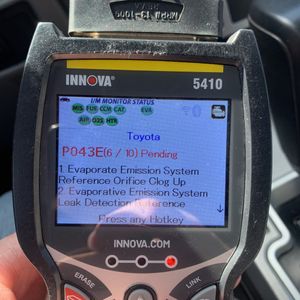 INNOVA® 5410
I/M MONITOR STATUS
MIS FUE CCM CAT EVA
AIR O2S HTR
Toyota
P043E(6 / 10) Pending
1. Evaporate Emission System
Reference Orifice Clog Up
2. Evaporative Emission System
Leak Detection Reference
Press any Hotkey
INNOVA.COM
ERASE
LINK